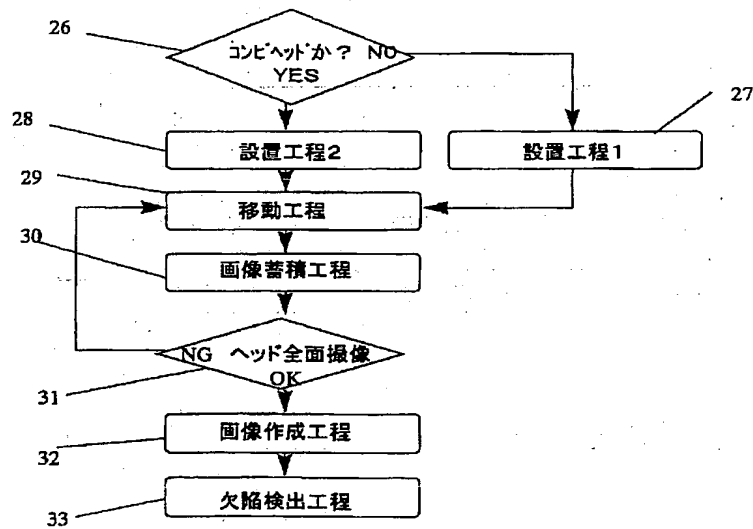 26
コンビヘッドか? NO
YES
27
28
設置工程2
設置工程1
29
移動工程
30
画像蓄積工程
NG ヘッド全面撮像
OK
31
画像作成工程
32
欠陥検出工程
33